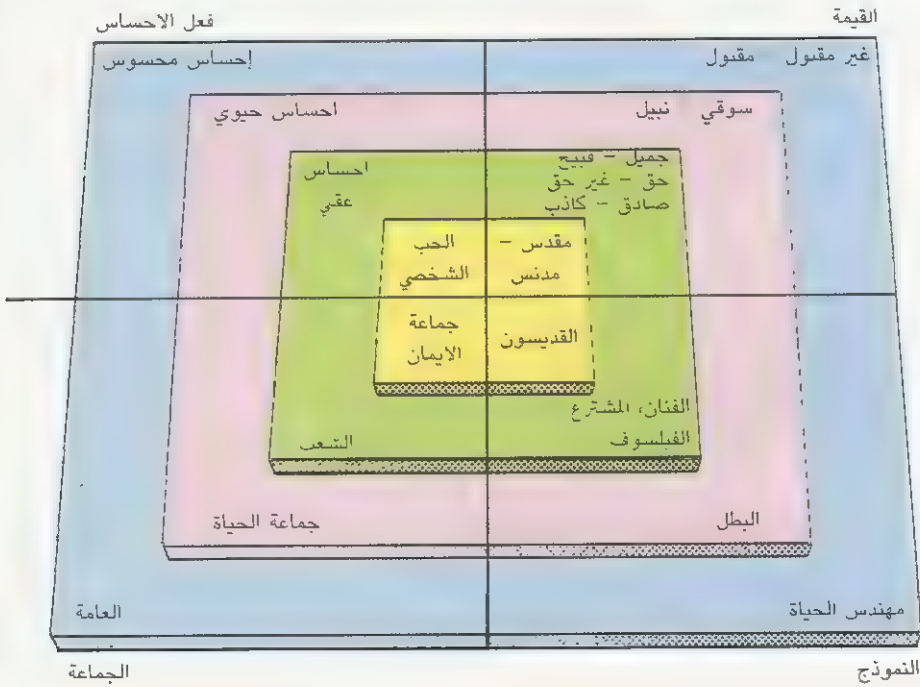 القيمة
فعل الاحساس
غير مقبول مقبول
إحساس محسوس
سوقي نبيل
احساس حيوي
جميل - قبيح
حق - غير حق
صادق - كاذب
احساس
عقي
مقدس -
مدنس
الحب
الشخصي
القديسون
جماعة
الايمان
الفنان، المشترع
الفيلسوف
الشعب
البطل
جماعة الحياة
مهندس الحياة
العامة
النموذج
الجماعة